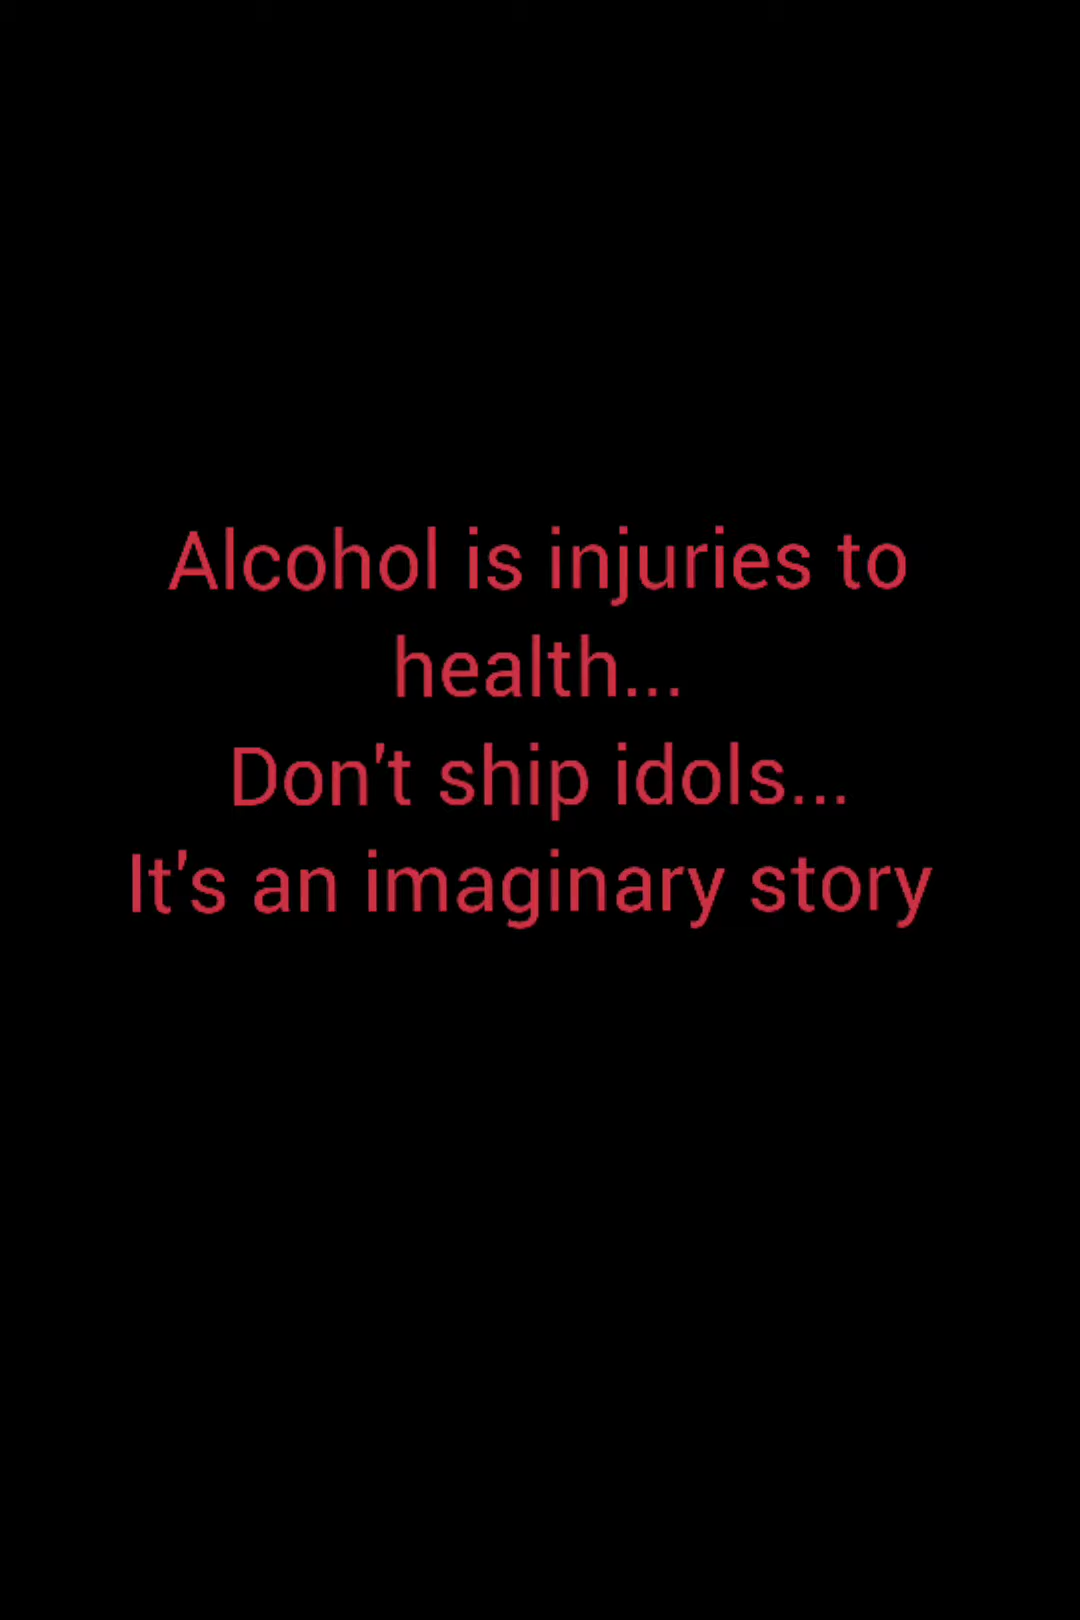 Alcohol is injuries to
health...
Don't ship idols...
It's an imaginary story